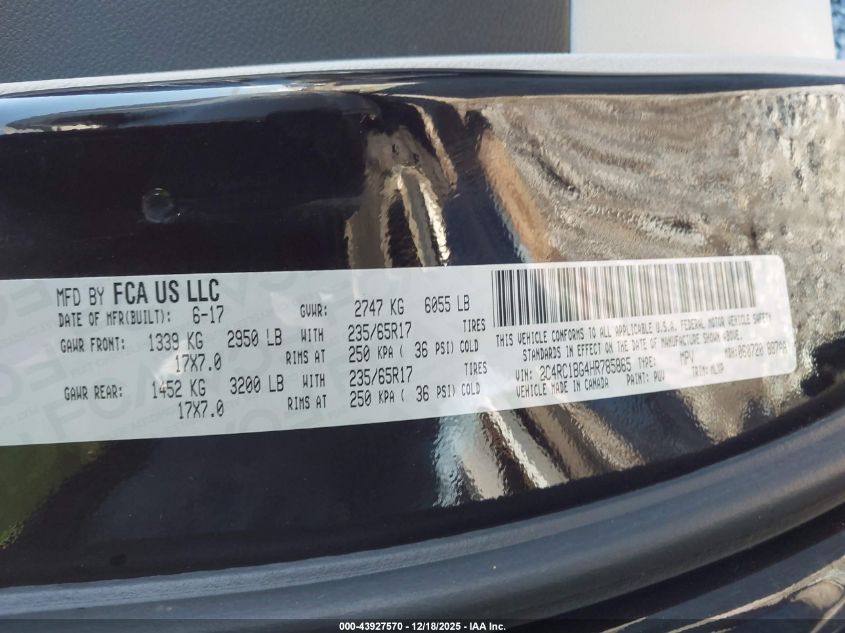 MFD BY FCA US LLC
DATE OF MFR(BUILT): 6-17 GVWR: 2747 KG 6055 LB
GAWR FRONT: 1339 KG 2950 LB WITH 235/65R17 TIRES
17X7.0 RIMS AT 250 KPA ( 36 PSI) COLD
GAWR REAR: 1452 KG 3200 LB WITH 235/65R17 TIRES
17X7.0 RIMS AT 250 KPA ( 36 PSI) COLD
THIS VEHICLE CONFORMS TO ALL APPLICABLE U.S.A. FEDERAL MOTOR VEHICLE SAFETY
STANDARDS IN EFFECT ON THE DATE OF MANUFACTURE SHOWN ABOVE.
VIN: 2C4RC1BG4HR785865 TYPE: MPV MDH:
VEHICLE MADE IN CANADA PAINT: TRIM:
000-43927570 - 12/18/2025 - IAA Inc.